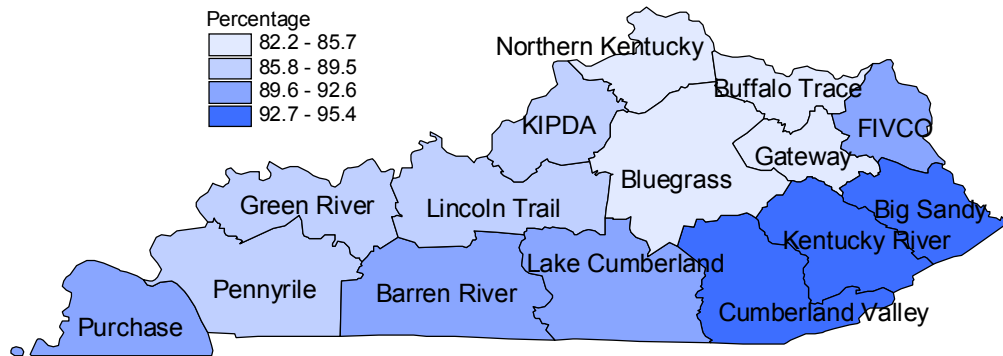 Percentage
82.2 - 85.7
85.8 - 89.5
89.6 - 92.6
92.7 - 95.4
Northern Kentucky
Buffalo Trace
KIPDA
FIVCO
Gateway
Bluegrass
Green River
Lincoln Trail
Big Sandy
Kentucky River
Lake Cumberland
Pennyrile
Barren River
Cumberland Valley
Purchase